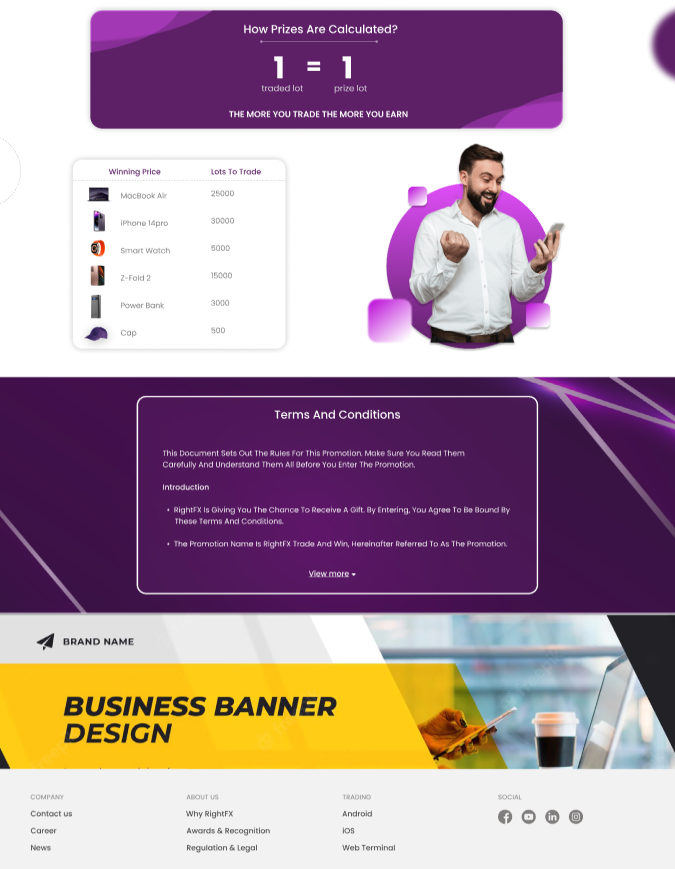 How Prizes Are Calculated?
1 = 1
traded lot prize lot
THE MORE YOU TRADE THE MORE YOU EARN
Winning Price Lots To Trade
MacBook Air 25000
iPhone 14pro 30000
Smart Watch 5000
Z-Fold 2 15000
Power Bank 3000
Cap 500
Terms And Conditions
This Document Sets Out The Rules For This Promotion. Make Sure You Read Them
Carefully And Understand Them All Before You Enter The Promotion.
Introduction
• RightFX Is Giving You The Chance To Receive A Gift. By Entering, You Agree To Be Bound By
These Terms And Conditions.
• The Promotion Name Is RightFX Trade And Win, Hereinafter Referred To As The Promotion.
View more
BRAND NAME
BUSINESS BANNER
DESIGN
COMPANY ABOUT US TRADING SOCIAL
Contact us Why RightFX Android
Career Awards & Recognition iOS
News Regulation & Legal Web Terminal